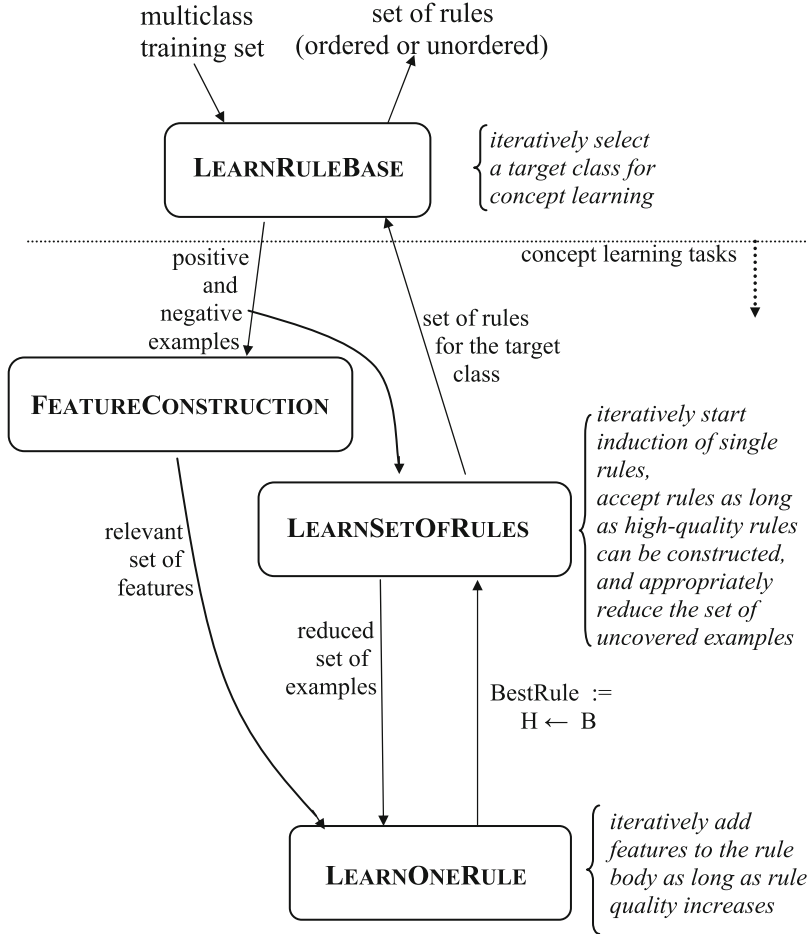 multiclass
training set
set of rules
(ordered or unordered)
LEARNRULEBASE
iteratively select
a target class for
concept learning
concept learning tasks
positive
and
negative
examples
set of rules
for the target
class
FEATURECONSTRUCTION
iteratively start
induction of single
rules,
accept rules as long
as high-quality rules
can be constructed,
and appropriately
reduce the set of
uncovered examples
LEARNSETOFRULES
relevant
set of
features
reduced
set of
examples
BestRule :=
H ← B
LEARNONERULE
iteratively add
features to the rule
body as long as rule
quality increases